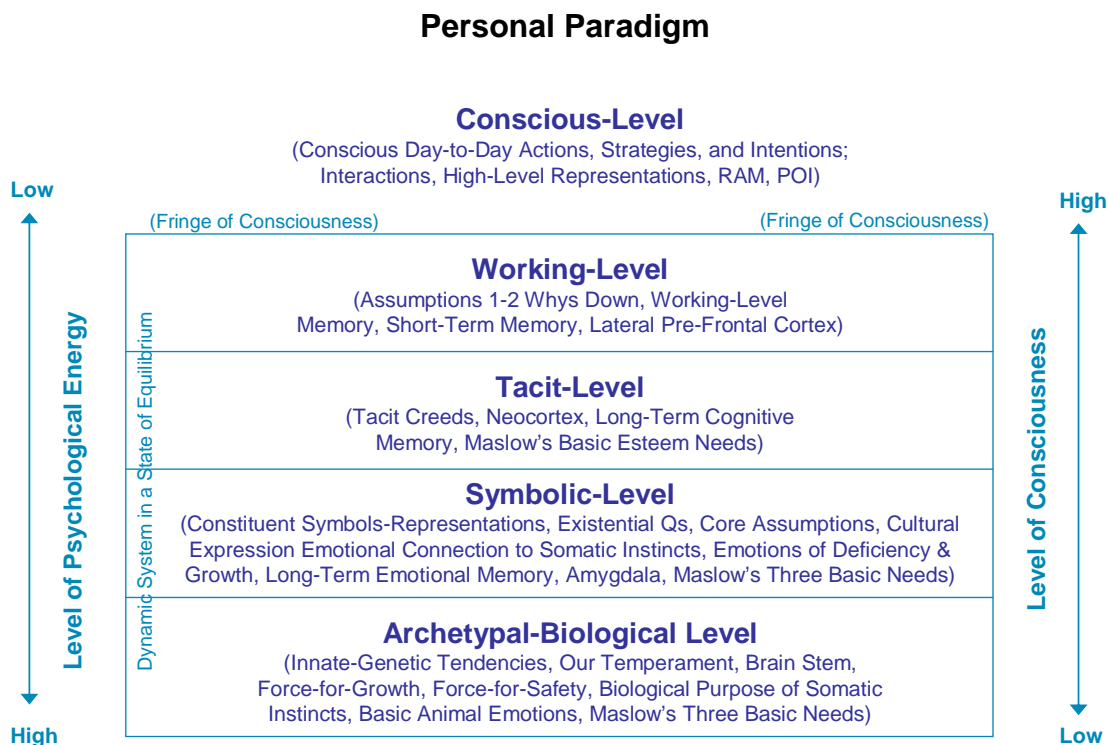 Personal Paradigm
Conscious-Level
(Conscious Day-to-Day Actions, Strategies, and Intentions;
Interactions, High-Level Representations, RAM, POI)
Low
High
(Fringe of Consciousness)
(Fringe of Consciousness)
Working-Level
(Assumptions 1-2 Whys Down, Working-Level
Memory, Short-Term Memory, Lateral Pre-Frontal Cortex)
Level of Psychological Energy
Dynamic System in a State of Equilibrium
Level of Consciousness
Tacit-Level
(Tacit Creeds, Neocortex, Long-Term Cognitive
Memory, Maslow's Basic Esteem Needs)
Symbolic-Level
(Constituent Symbols-Representations, Existential Qs, Core Assumptions, Cultural
Expression Emotional Connection to Somatic Instincts, Emotions of Deficiency &
Growth, Long-Term Emotional Memory, Amygdala, Maslow's Three Basic Needs)
Archetypal-Biological Level
(Innate-Genetic Tendencies, Our Temperament, Brain Stem,
Force-for-Growth, Force-for-Safety, Biological Purpose of Somatic
Instincts, Basic Animal Emotions, Maslow's Three Basic Needs)
High
Low